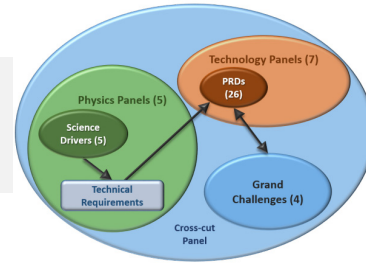 Technology Panels (7)
PRDs
(26)
Physics Panels (5)
Science
Drivers (5)
Technical
Requirements
Grand
Challenges (4)
Cross-cut
Panel